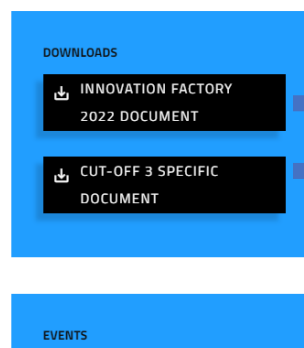 DOWNLOADS
INNOVATION FACTORY
2022 DOCUMENT
CUT-OFF 3 SPECIFIC
DOCUMENT
EVENTS